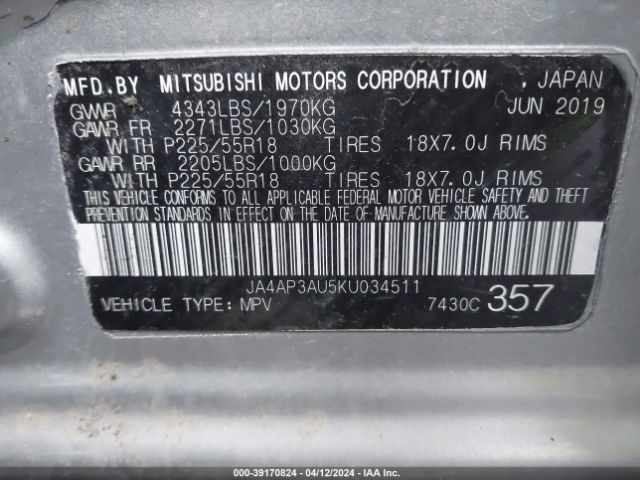 MFD.BY MITSUBISHI MOTORS CORPORATION , JAPAN
GVWR 4343LBS/1970KG JUN 2019
GAWR FR 2271LBS/1030KG
WITH P225/55R18 TIRES 18X7.0J RIMS
GAWR RR 2205LBS/1000KG
WITH P225/55R18 TIRES 18X7.0J RIMS
THIS VEHICLE CONFORMS TO ALL APPLICABLE FEDERAL MOTOR VEHICLE SAFETY AND THEFT
PREVENTION STANDARDS IN EFFECT ON THE DATE OF MANUFACTURE SHOWN ABOVE.
JA4AP3AU5KU034511
VEHICLE TYPE: MPV 7430C 357
000-39170824 - 04/12/2024 - IAA Inc.